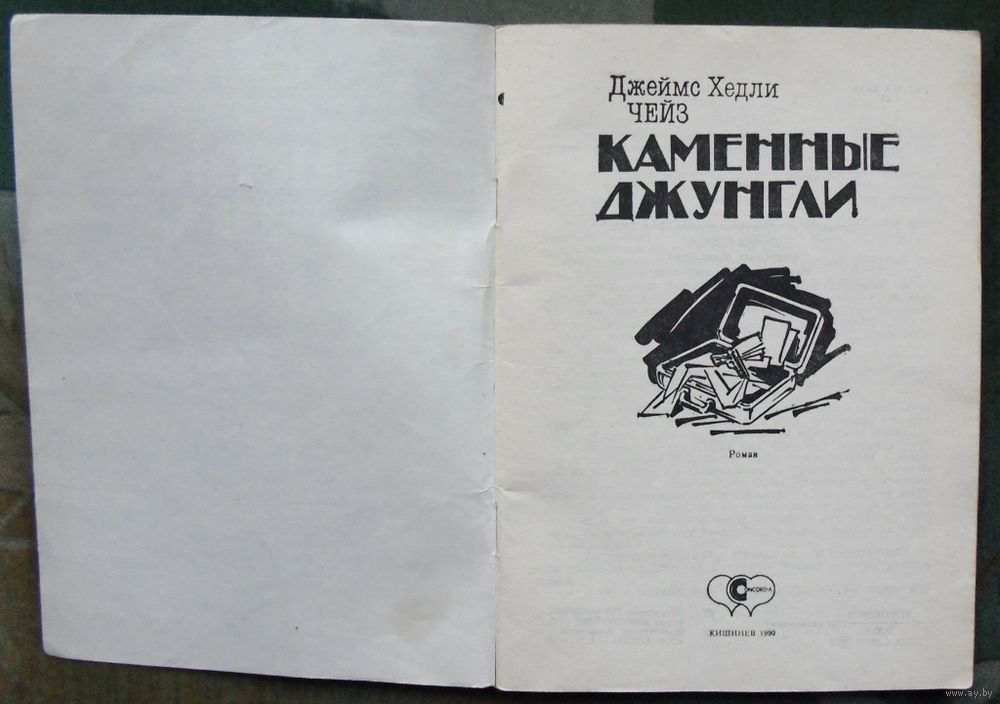 Джеймс Хедли
ЧЕЙЗ
КАМЕННЫЕ
ДЖУНГЛИ
Роман
CONCORDIA
КИШИНЕВ 1990
www.ay.by